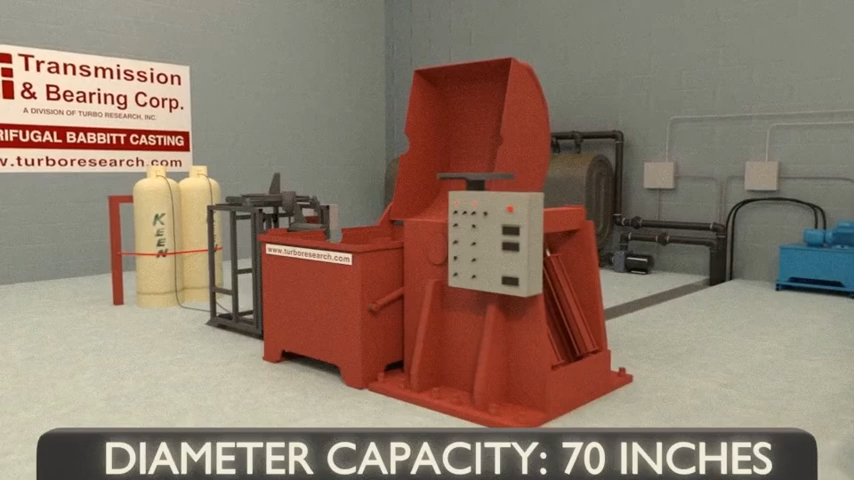 Transmission
& Bearing Corp.
A DIVISION OF TURBO RESEARCH, INC.
RIFUGAL BABBITT CASTING
w.turboresearch.com
KEEN
www.turboresearch.com
DIAMETER CAPACITY: 70 INCHES